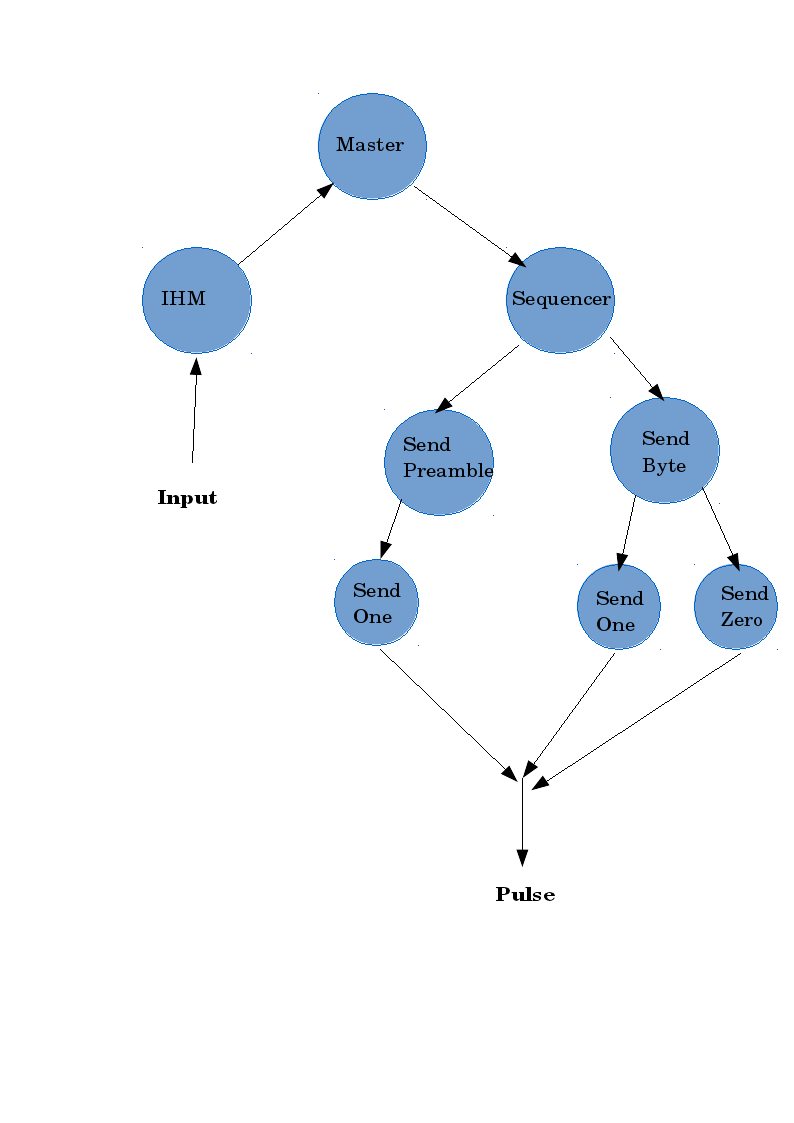 Master
IHM
Sequencer
Input
Send
Preamble
Send
Byte
Send
One
Send
One
Send
Zero
Pulse